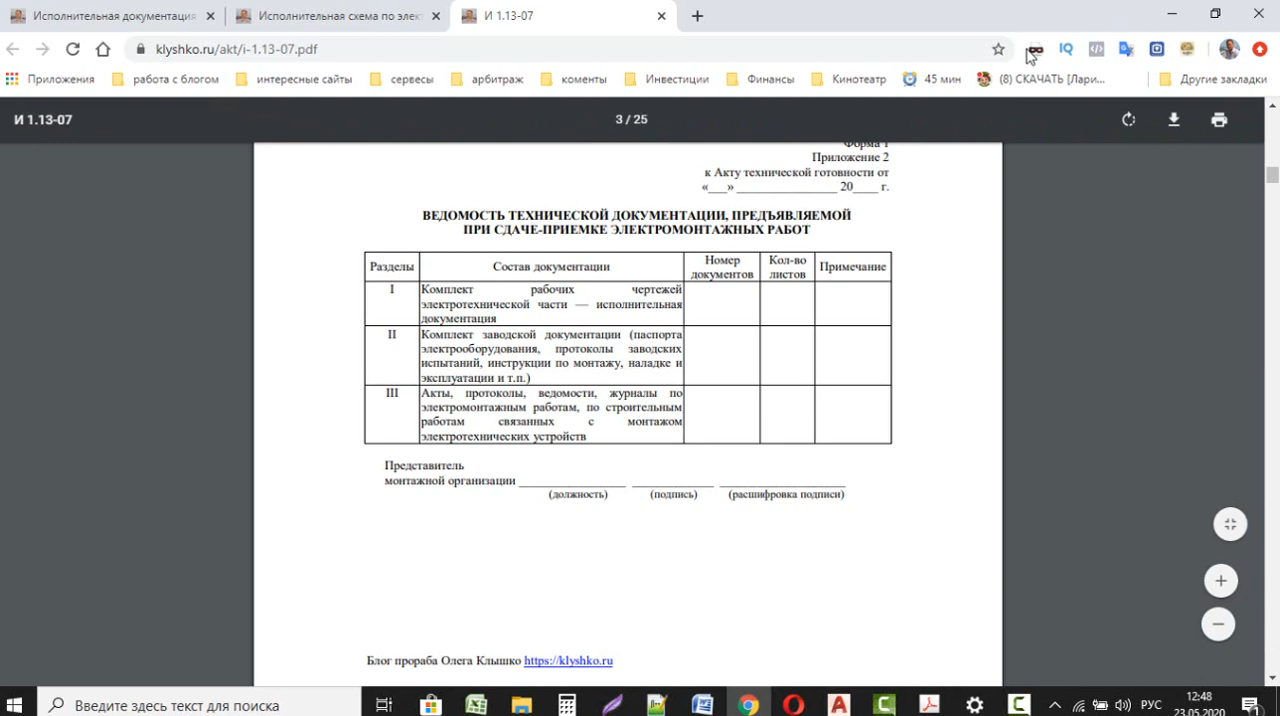 Исполнительная документация
Исполнительная схема по элект
И 1.13-07
klyshko.ru/akt/i-1.13-07.pdf
Приложения
работа с блогом
интересные сайты
сервесы
арбитраж
коменты
Инвестиции
Финансы
Кинотеатр
45 мин
(8) СКАЧАТЬ [Лари...
Другие закладки
И 1.13-07
3 / 25
Форма 1
Приложение 2
к Акту технической готовности от
«___» _________________ 20____ г.
ВЕДОМОСТЬ ТЕХНИЧЕСКОЙ ДОКУМЕНТАЦИИ, ПРЕДЪЯВЛЯЕМОЙ
ПРИ СДАЧЕ-ПРИЕМКЕ ЭЛЕКТРОМОНТАЖНЫХ РАБОТ
Разделы
Состав документации
Номер
документов
Кол-во
листов
Примечание
I
Комплект рабочих чертежей
электротехнической части — исполнительная
документация
II
Комплект заводской документации (паспорта
электрооборудования, протоколы заводских
испытаний, инструкции по монтажу, наладке и
эксплуатации и т.п.)
III
Акты, протоколы, ведомости, журналы по
электромонтажным работам, по строительным
работам связанных с монтажом
электротехнических устройств
Представитель
монтажной организации __________________ ______________ _____________________
(должность) (подпись) (расшифровка подписи)
Блог прораба Олега Клышко https://klyshko.ru
Введите здесь текст для поиска
РУС
12:48
23.05.2020